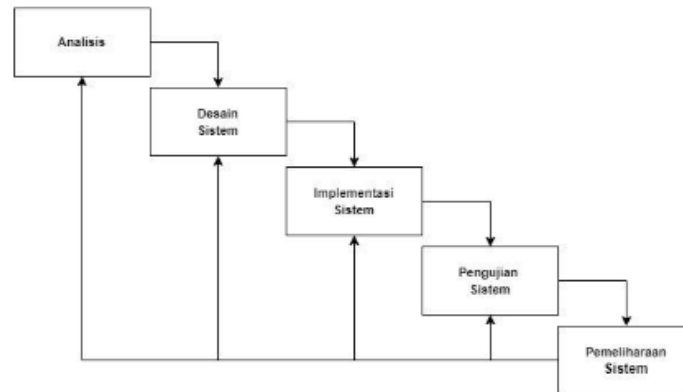 Analisis
Desain
Sistem
Implementasi
Sistem
Pengujian
Sistem
Pemeliharaan
Sistem